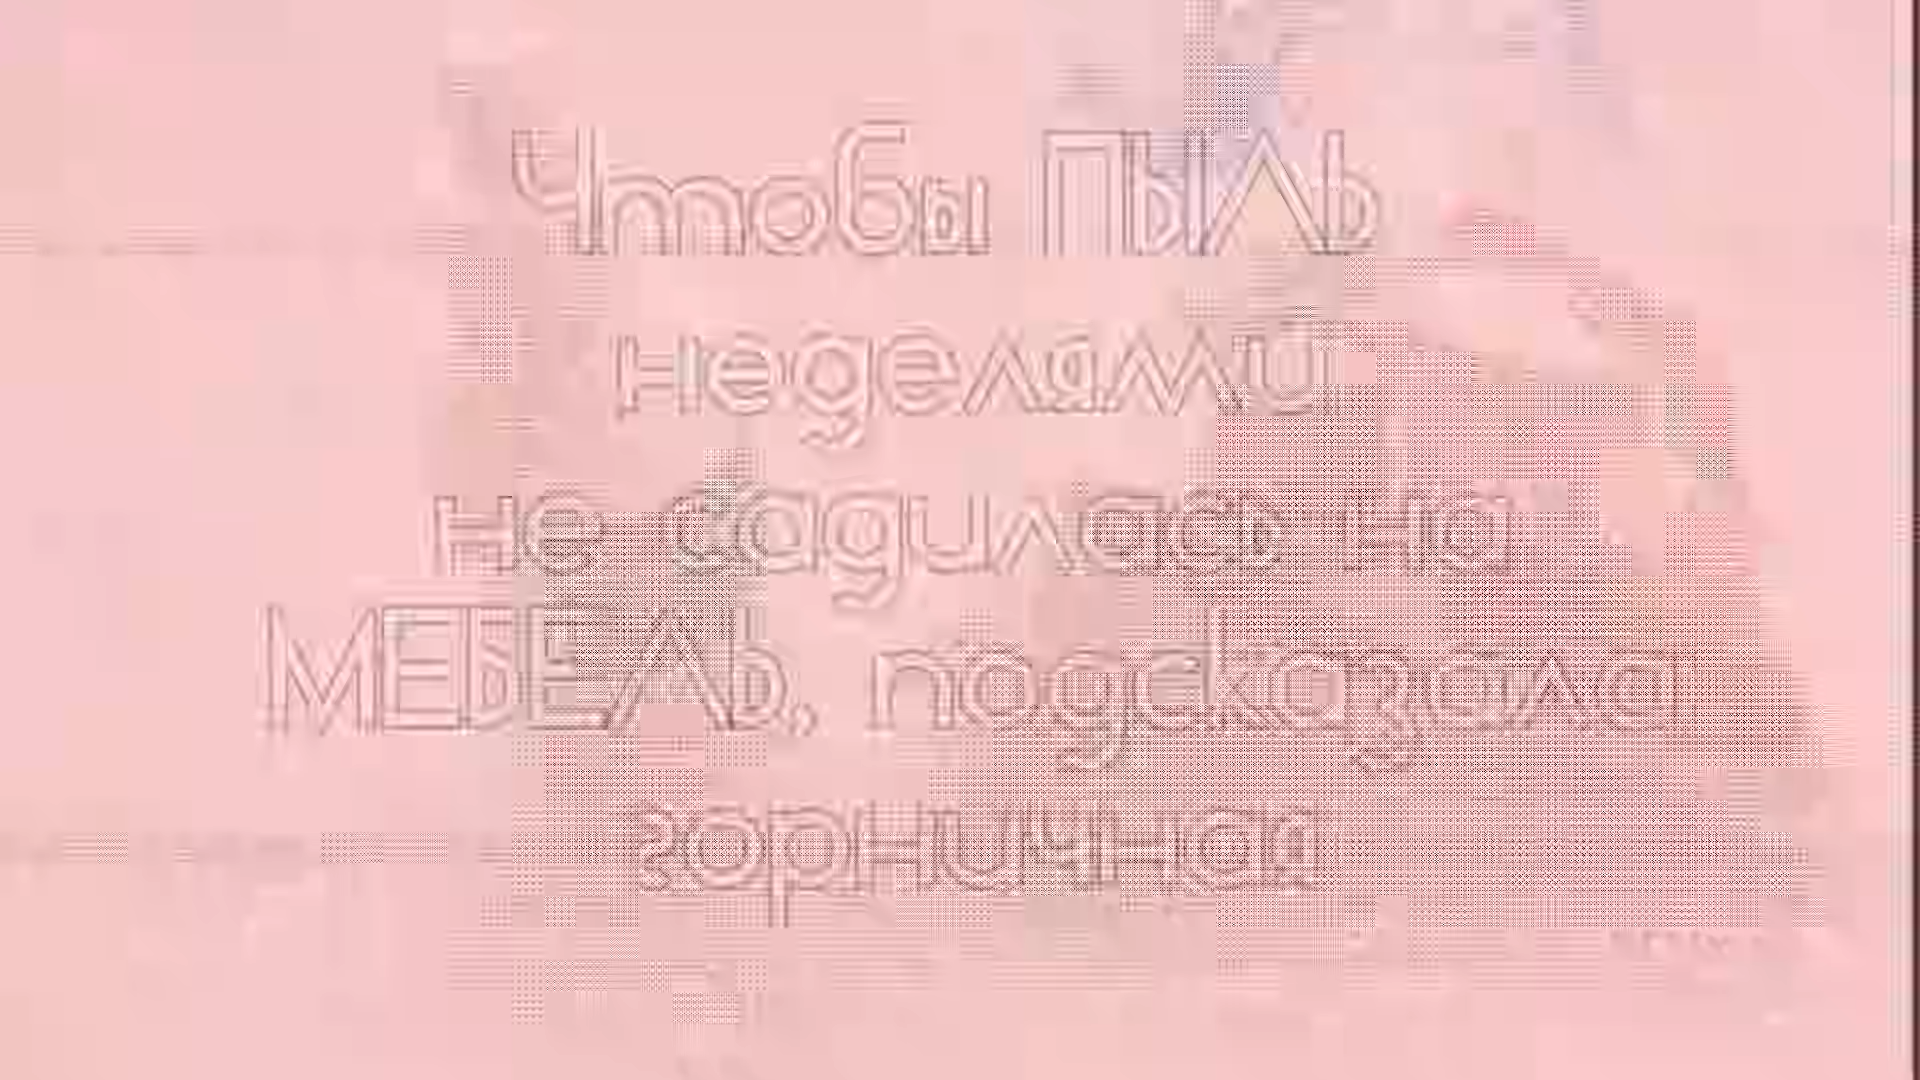 Чтобы ПЫЛЬ
неделями
не садилась на
МЕБЕЛЬ, подсказала
горничная